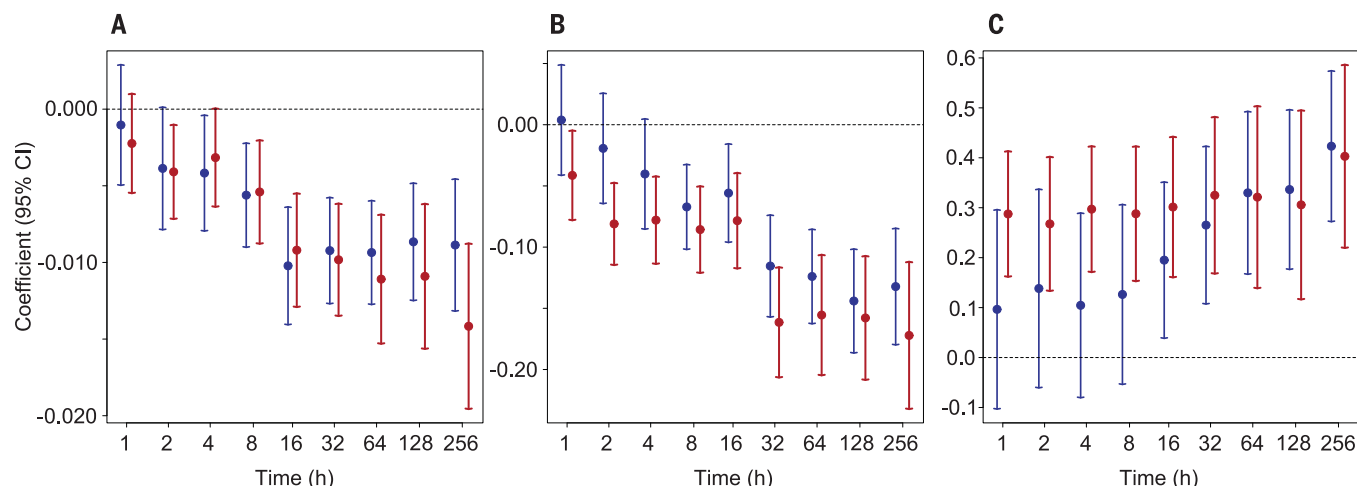 A
B
C
Coefficient (95% CI)
0.000
-0.010
-0.020
1 2 4 8 16 32 64 128 256
Time (h)
0.00
-0.10
-0.20
1 2 4 8 16 32 64 128 256
Time (h)
0.6
0.5
0.4
0.3
0.2
0.1
0.0
-0.1
1 2 4 8 16 32 64 128 256
Time (h)